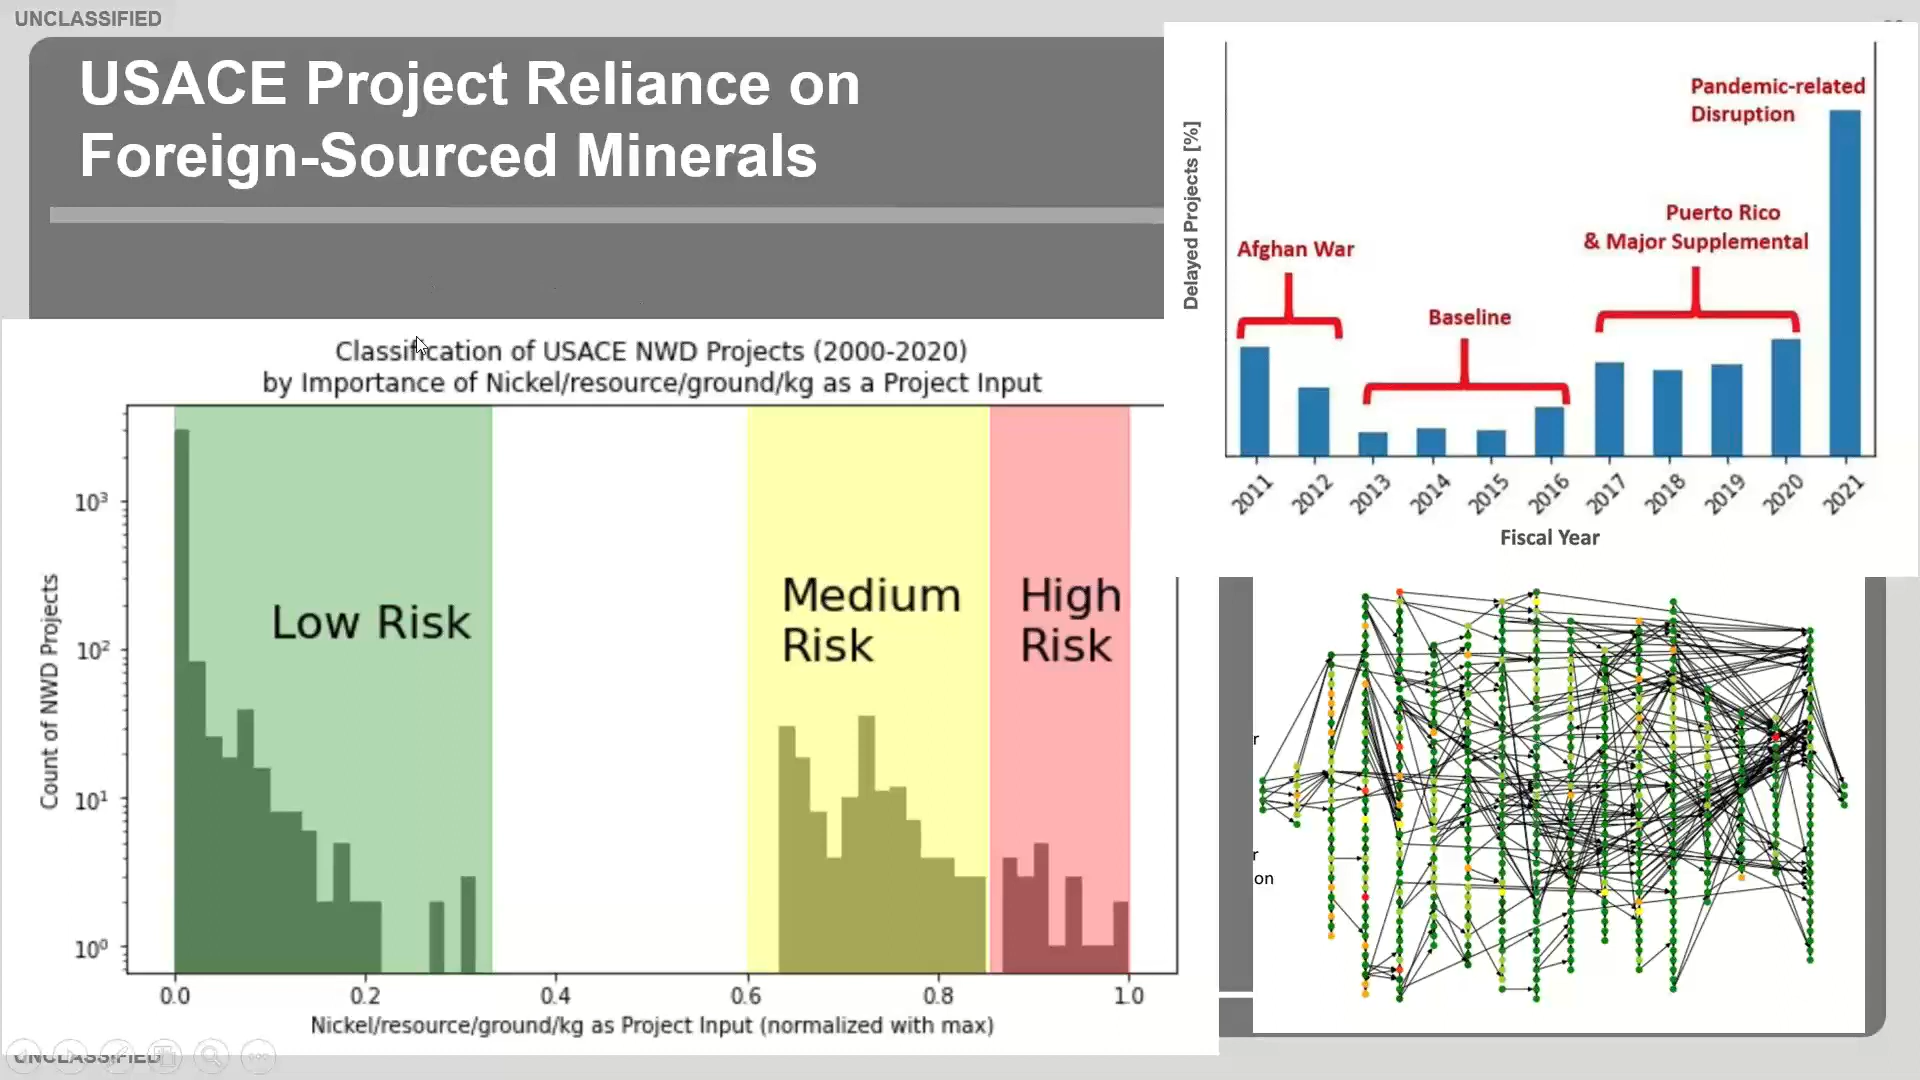 UNCLASSIFIED
USACE Project Reliance on
Foreign-Sourced Minerals
Classification of USACE NWD Projects (2000-2020)
by Importance of Nickel/resource/ground/kg as a Project Input
Count of NWD Projects
10³
10²
10¹
10⁰
Low Risk
Medium
Risk
High
Risk
0.0 0.2 0.4 0.6 0.8 1.0
Nickel/resource/ground/kg as Project Input (normalized with max)
Delayed Projects [%]
Pandemic-related
Disruption
Puerto Rico
& Major Supplemental
Afghan War
Baseline
2011 2012 2013 2014 2015 2016 2017 2018 2019 2020 2021
Fiscal Year
r
r
on
UNCLASSIFIED